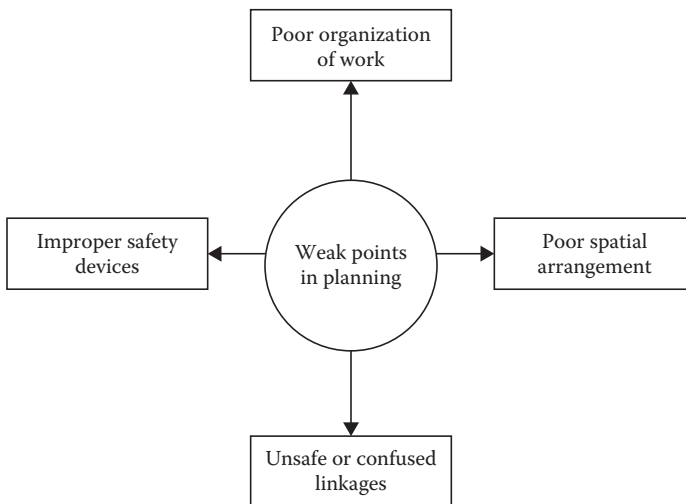 Poor organization
of work
Improper safety
devices
Weak points
in planning
Poor spatial
arrangement
Unsafe or confused
linkages